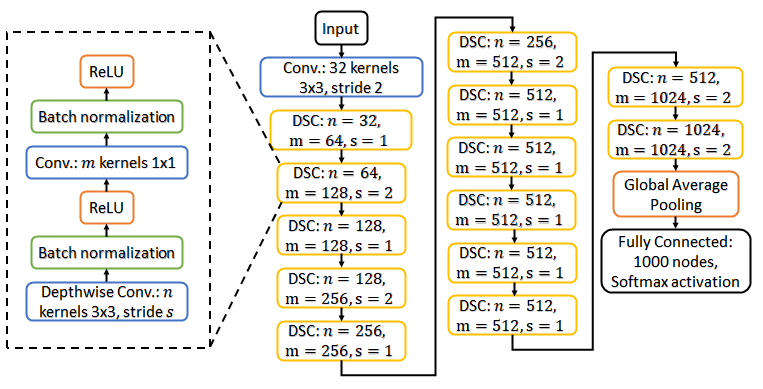 ReLU
Batch normalization
Conv.: m kernels 1x1
ReLU
Batch normalization
Depthwise Conv.: n
kernels 3x3, stride s
Input
Conv.: 32 kernels
3x3, stride 2
DSC: n = 32,
m = 64, s = 1
DSC: n = 64,
m = 128, s = 2
DSC: n = 128,
m = 128, s = 1
DSC: n = 128,
m = 256, s = 2
DSC: n = 256,
m = 256, s = 1
DSC: n = 256,
m = 512, s = 2
DSC: n = 512,
m = 512, s = 1
DSC: n = 512,
m = 512, s = 1
DSC: n = 512,
m = 512, s = 1
DSC: n = 512,
m = 512, s = 1
DSC: n = 512,
m = 512, s = 1
DSC: n = 512,
m = 1024, s = 2
DSC: n = 1024,
m = 1024, s = 2
Global Average
Pooling
Fully Connected:
1000 nodes,
Softmax activation